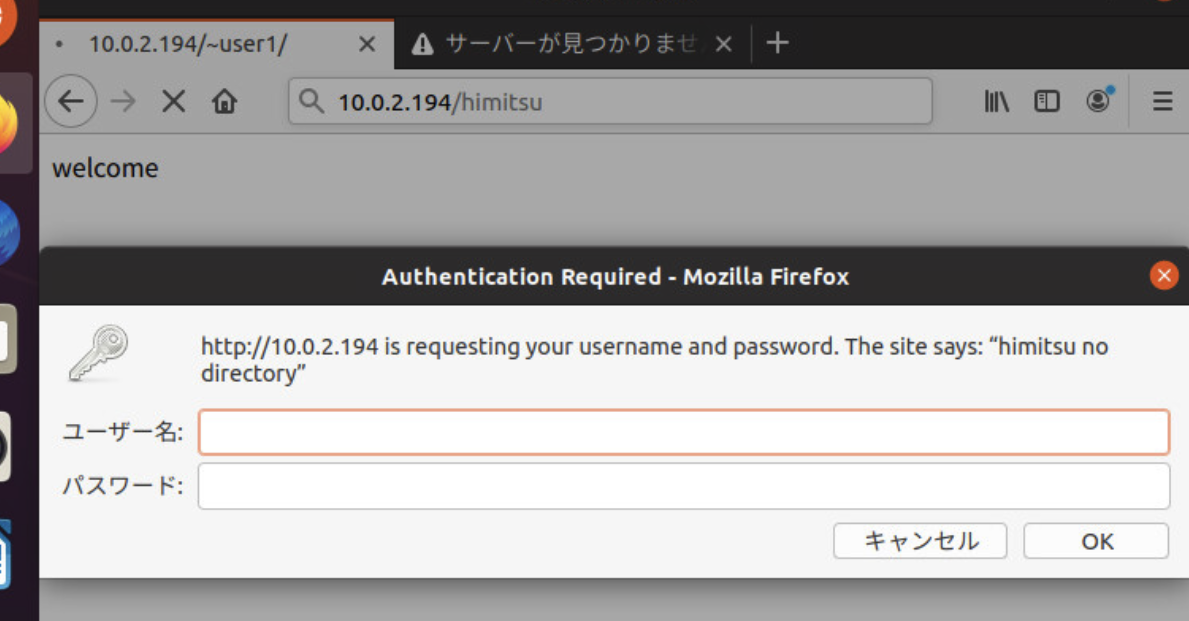 10.0.2.194/~user1/
サーバーが見つかりませ
10.0.2.194/himitsu
welcome
Authentication Required - Mozilla Firefox
http://10.0.2.194 is requesting your username and password. The site says: “himitsu no
directory”
ユーザー名:
パスワード:
キャンセル
OK